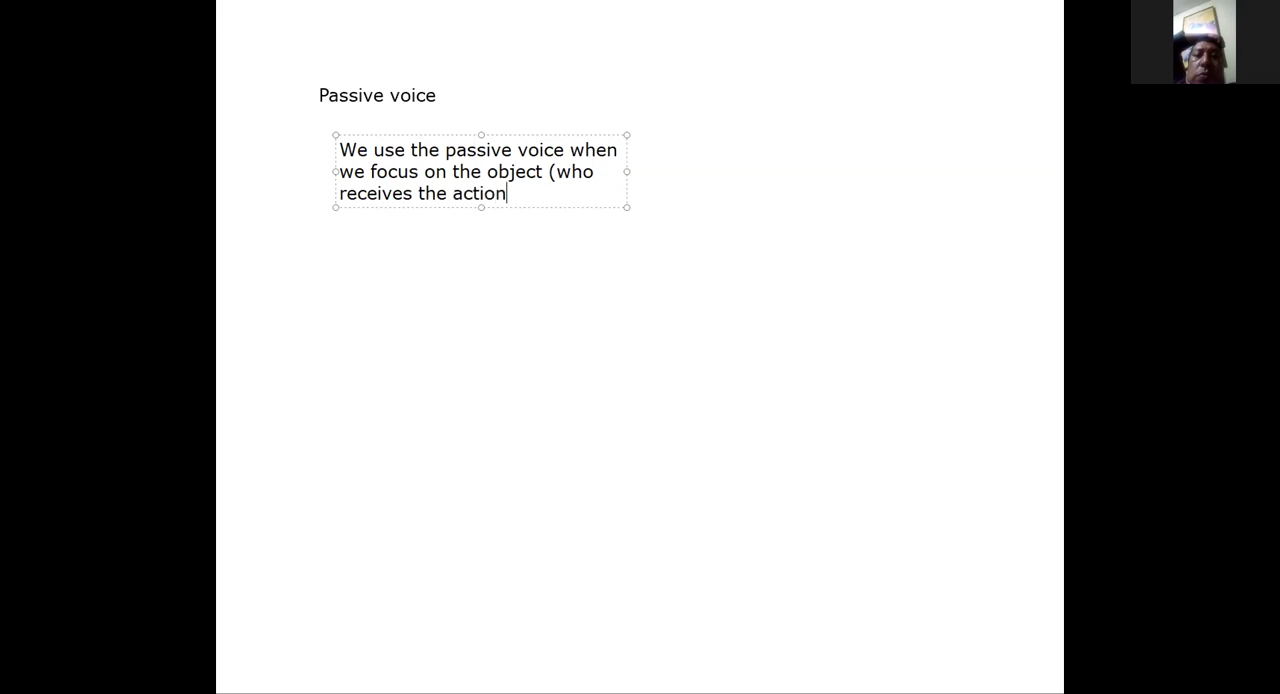 Passive voice
We use the passive voice when
we focus on the object (who
receives the action